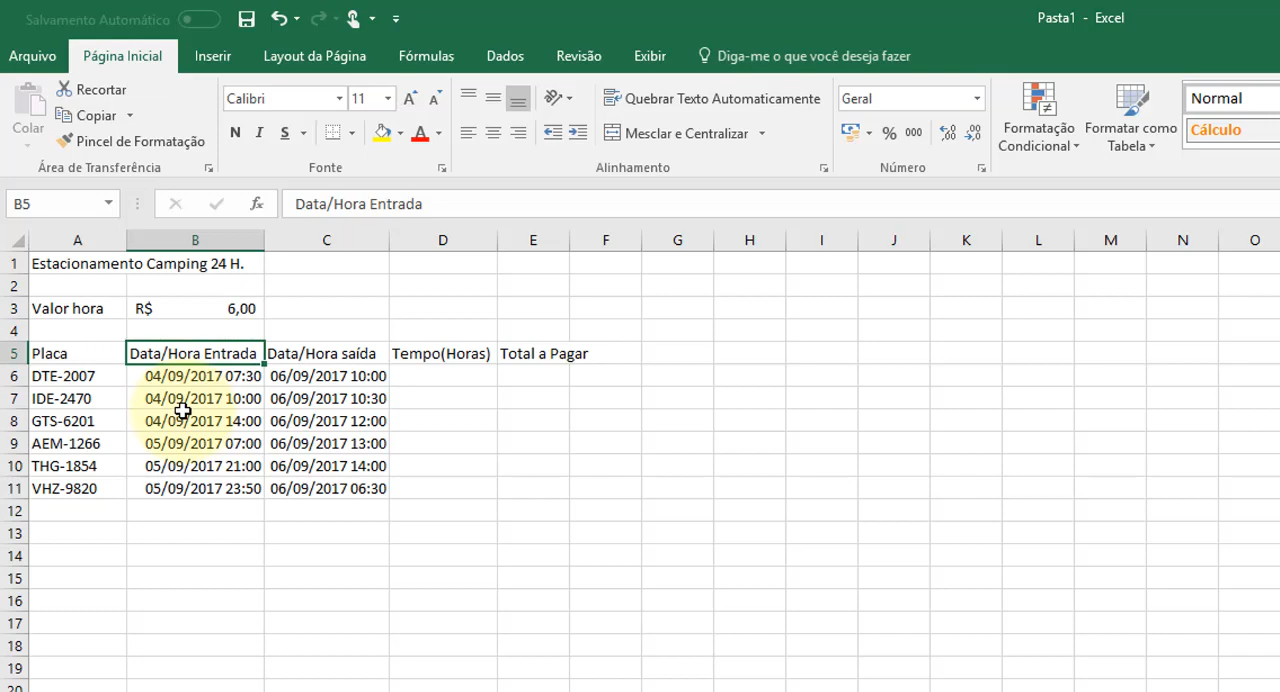 Salvamento Automático
Pasta1 - Excel
Arquivo Página Inicial Inserir Layout da Página Fórmulas Dados Revisão Exibir Diga-me o que você deseja fazer
Colar
Recortar
Copiar
Pincel de Formatação
Área de Transferência
Calibri 11
N I S
Fonte
Quebrar Texto Automaticamente
Mesclar e Centralizar
Alinhamento
Geral
% 000
Número
Formatação Condicional
Formatar como Tabela
Normal
Cálculo
B5 fx Data/Hora Entrada
A B C D E F G H I J K L M N O
1 Estacionamento Camping 24 H.
2
3 Valor hora R$ 6,00
4
5 Placa Data/Hora Entrada Data/Hora saída Tempo(Horas) Total a Pagar
6 DTE-2007 04/09/2017 07:30 06/09/2017 10:00
7 IDE-2470 04/09/2017 10:00 06/09/2017 10:30
8 GTS-6201 04/09/2017 14:00 06/09/2017 12:00
9 AEM-1266 05/09/2017 07:00 06/09/2017 13:00
10 THG-1854 05/09/2017 21:00 06/09/2017 14:00
11 VHZ-9820 05/09/2017 23:50 06/09/2017 06:30
12
13
14
15
16
17
18
19
20